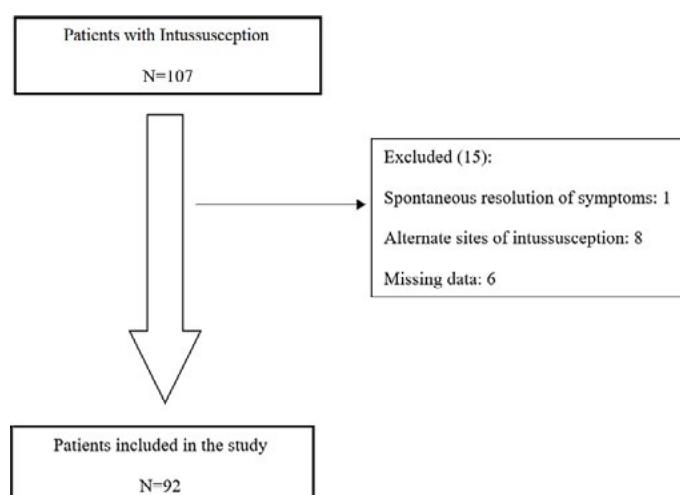 Patients with Intussusception
N=107
Excluded (15):
Spontaneous resolution of symptoms: 1
Alternate sites of intussusception: 8
Missing data: 6
Patients included in the study
N=92